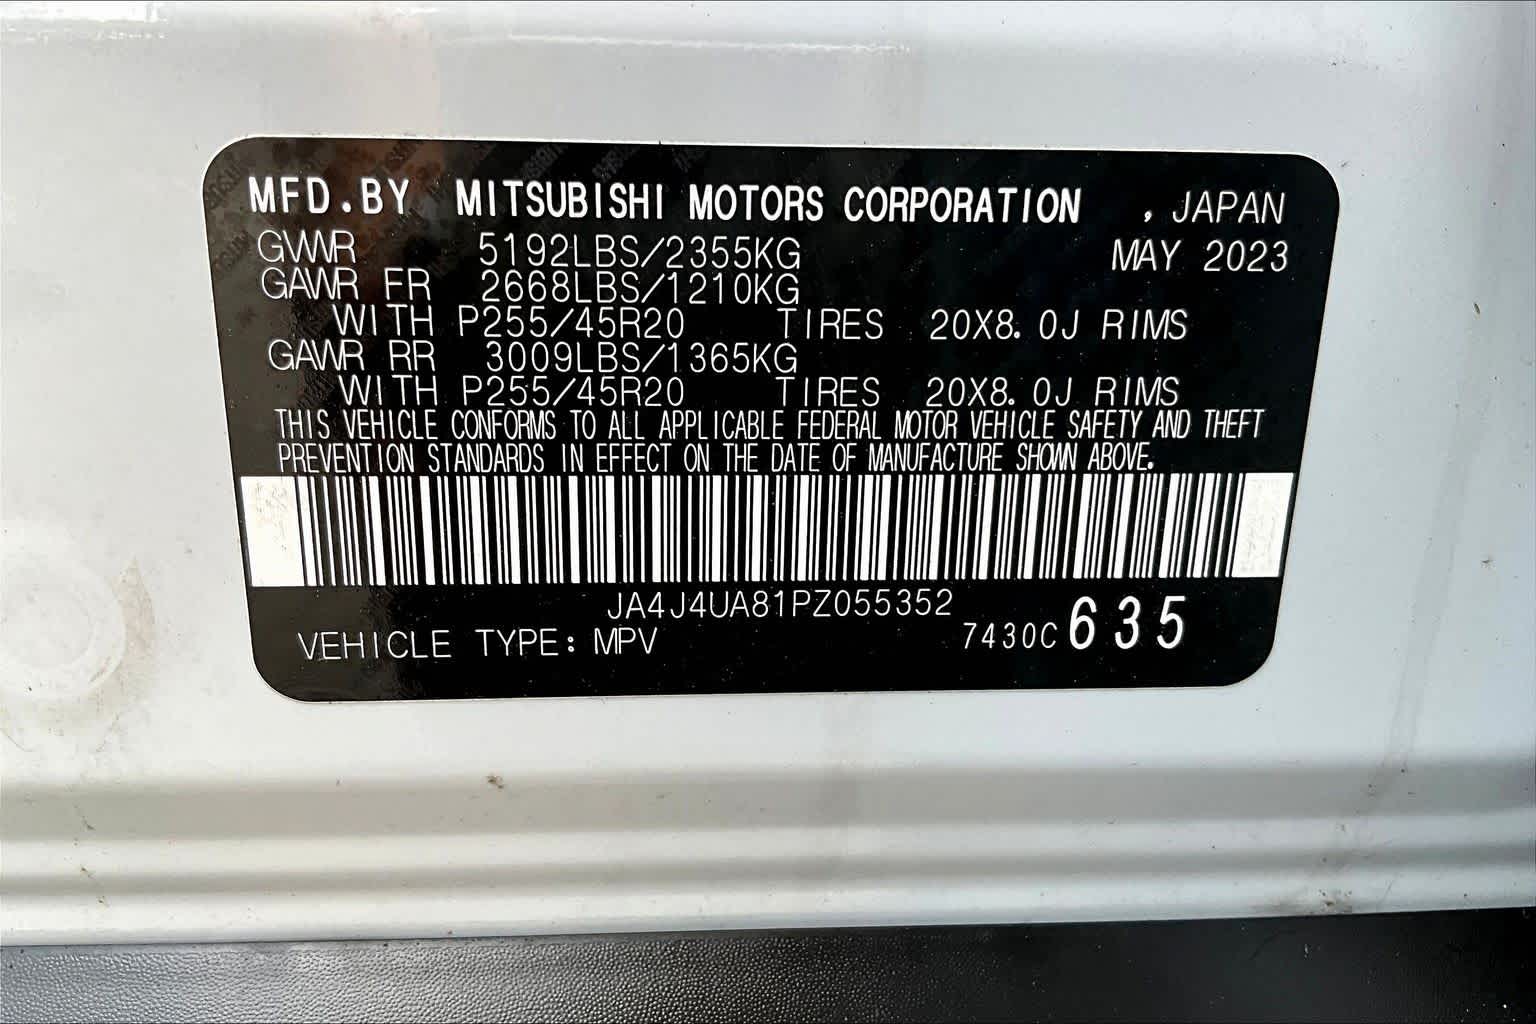 MFD.BY MITSUBISHI MOTORS CORPORATION , JAPAN
GVWR 5192LBS/2355KG MAY 2023
GAWR FR 2668LBS/1210KG
WITH P255/45R20 TIRES 20X8.0J RIMS
GAWR RR 3009LBS/1365KG
WITH P255/45R20 TIRES 20X8.0J RIMS
THIS VEHICLE CONFORMS TO ALL APPLICABLE FEDERAL MOTOR VEHICLE SAFETY AND THEFT
PREVENTION STANDARDS IN EFFECT ON THE DATE OF MANUFACTURE SHOWN ABOVE.
JA4J4UA81PZ055352
VEHICLE TYPE: MPV 7430C 635